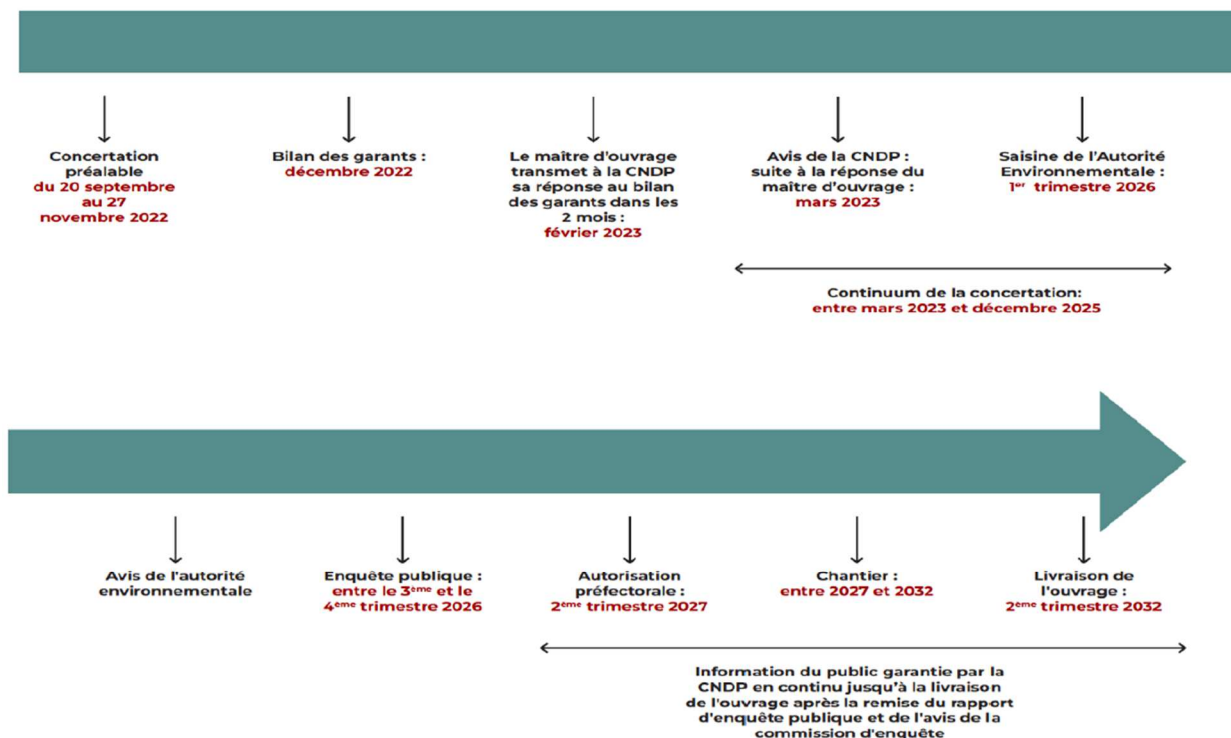 Concertation
préalable
du 20 septembre
au 27
novembre 2022
Bilan des garants :
décembre 2022
Le maître d'ouvrage
transmet à la CNDP
sa réponse au bilan
des garants dans les
2 mois :
février 2023
Avis de la CNDP :
suite à la réponse du
maître d'ouvrage :
mars 2023
Saisine de l'Autorité
Environnementale :
1er trimestre 2026
Continuum de la concertation:
entre mars 2023 et décembre 2025
Avis de l'autorité
environnementale
Enquête publique :
entre le 3ème et le
4ème trimestre 2026
Autorisation
préfectorale :
2ème trimestre 2027
Chantier :
entre 2027 et 2032
Livraison de
l'ouvrage :
2ème trimestre 2032
Information du public garantie par la
CNDP en continu jusqu'à la livraison
de l'ouvrage après la remise du rapport
d'enquête publique et de l'avis de la
commission d'enquête